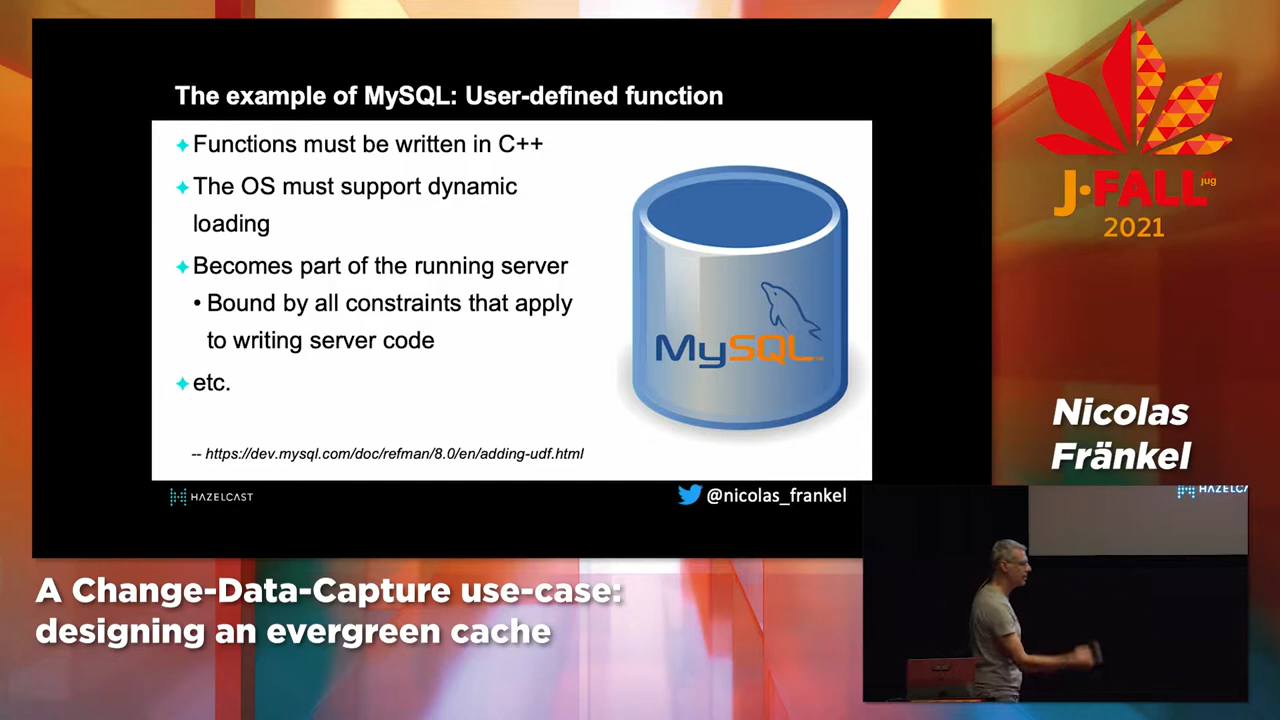 The example of MySQL: User-defined function
✦Functions must be written in C++
✦The OS must support dynamic
loading
✦Becomes part of the running server
• Bound by all constraints that apply
to writing server code
✦etc.
-- https://dev.mysql.com/doc/refman/8.0/en/adding-udf.html
MySQL™
HAZELCAST
@nicolas_frankel
J•FALL
jug
2021
Nicolas
Fränkel
HAZELCA
A Change-Data-Capture use-case:
designing an evergreen cache